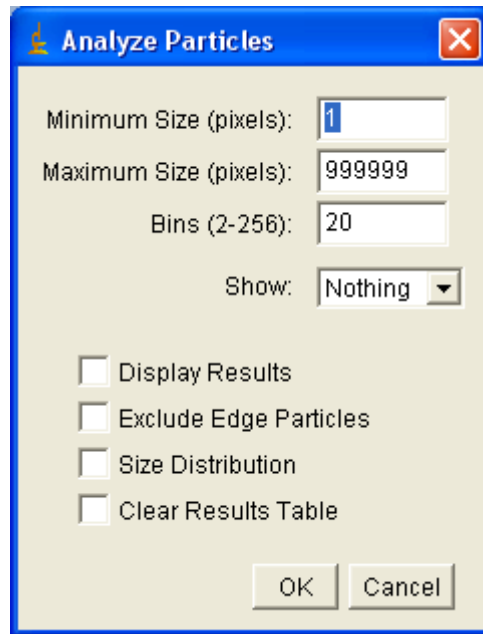 Analyze Particles
Minimum Size (pixels): 1
Maximum Size (pixels): 999999
Bins (2-256): 20
Show: Nothing
Display Results
Exclude Edge Particles
Size Distribution
Clear Results Table
OK Cancel